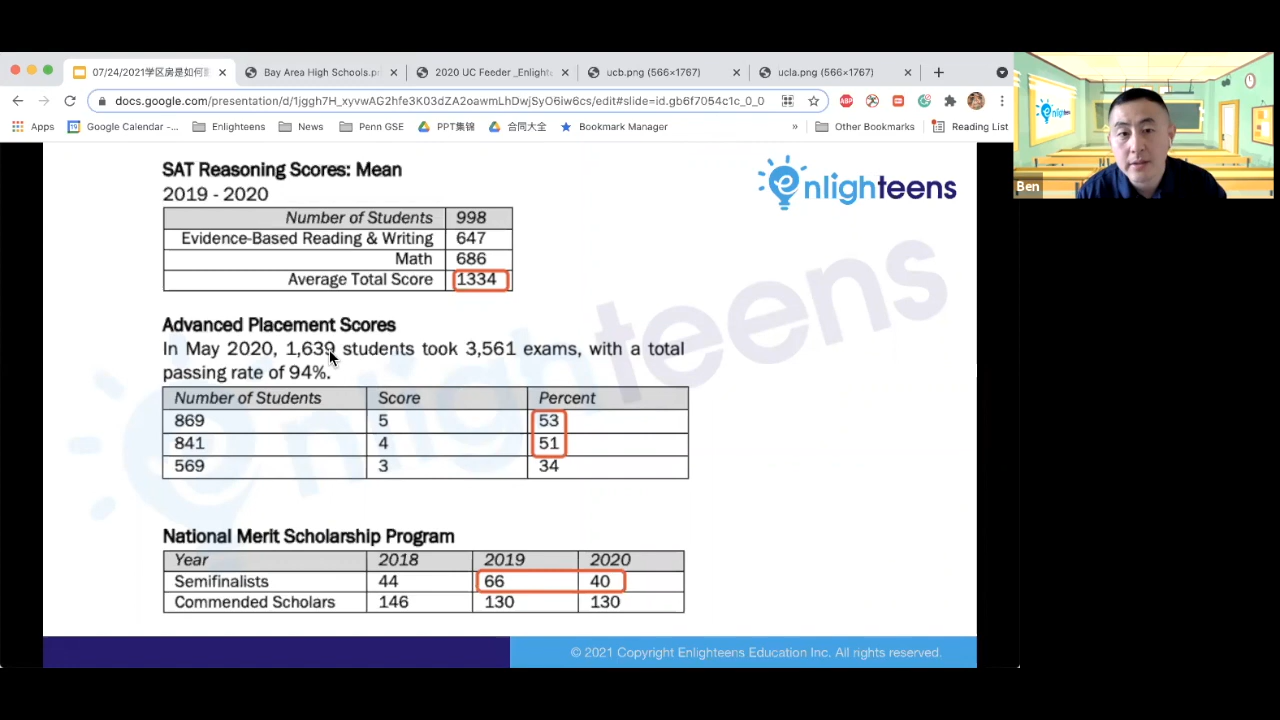 07/24/2021学区房是如何
Bay Area High Schools.pr
2020 UC Feeder _Enlight
ucb.png (566×1767)
ucla.png (566×1767)
docs.google.com/presentation/d/1jggh7H_xyvwAG2hfe3K03dZA2sawmLhDwjSyO6iw6cs/edit#slide=id.gb6f7054c1c_0_0
ABP
Apps
Google Calendar -...
Enlighteens
News
Penn GSE
PPT集锦
合同大全
Bookmark Manager
»
Other Bookmarks
Reading List
Ben
enlighteens
SAT Reasoning Scores: Mean
2019 - 2020
Number of Students 998
Evidence-Based Reading & Writing 647
Math 686
Average Total Score 1334
Advanced Placement Scores
In May 2020, 1,639 students took 3,561 exams, with a total
passing rate of 94%.
Number of Students Score Percent
869 5 53
841 4 51
569 3 34
National Merit Scholarship Program
Year 2018 2019 2020
Semifinalists 44 66 40
Commended Scholars 146 130 130
enlighteens
© 2021 Copyright Enlighteens Education Inc. All rights reserved.